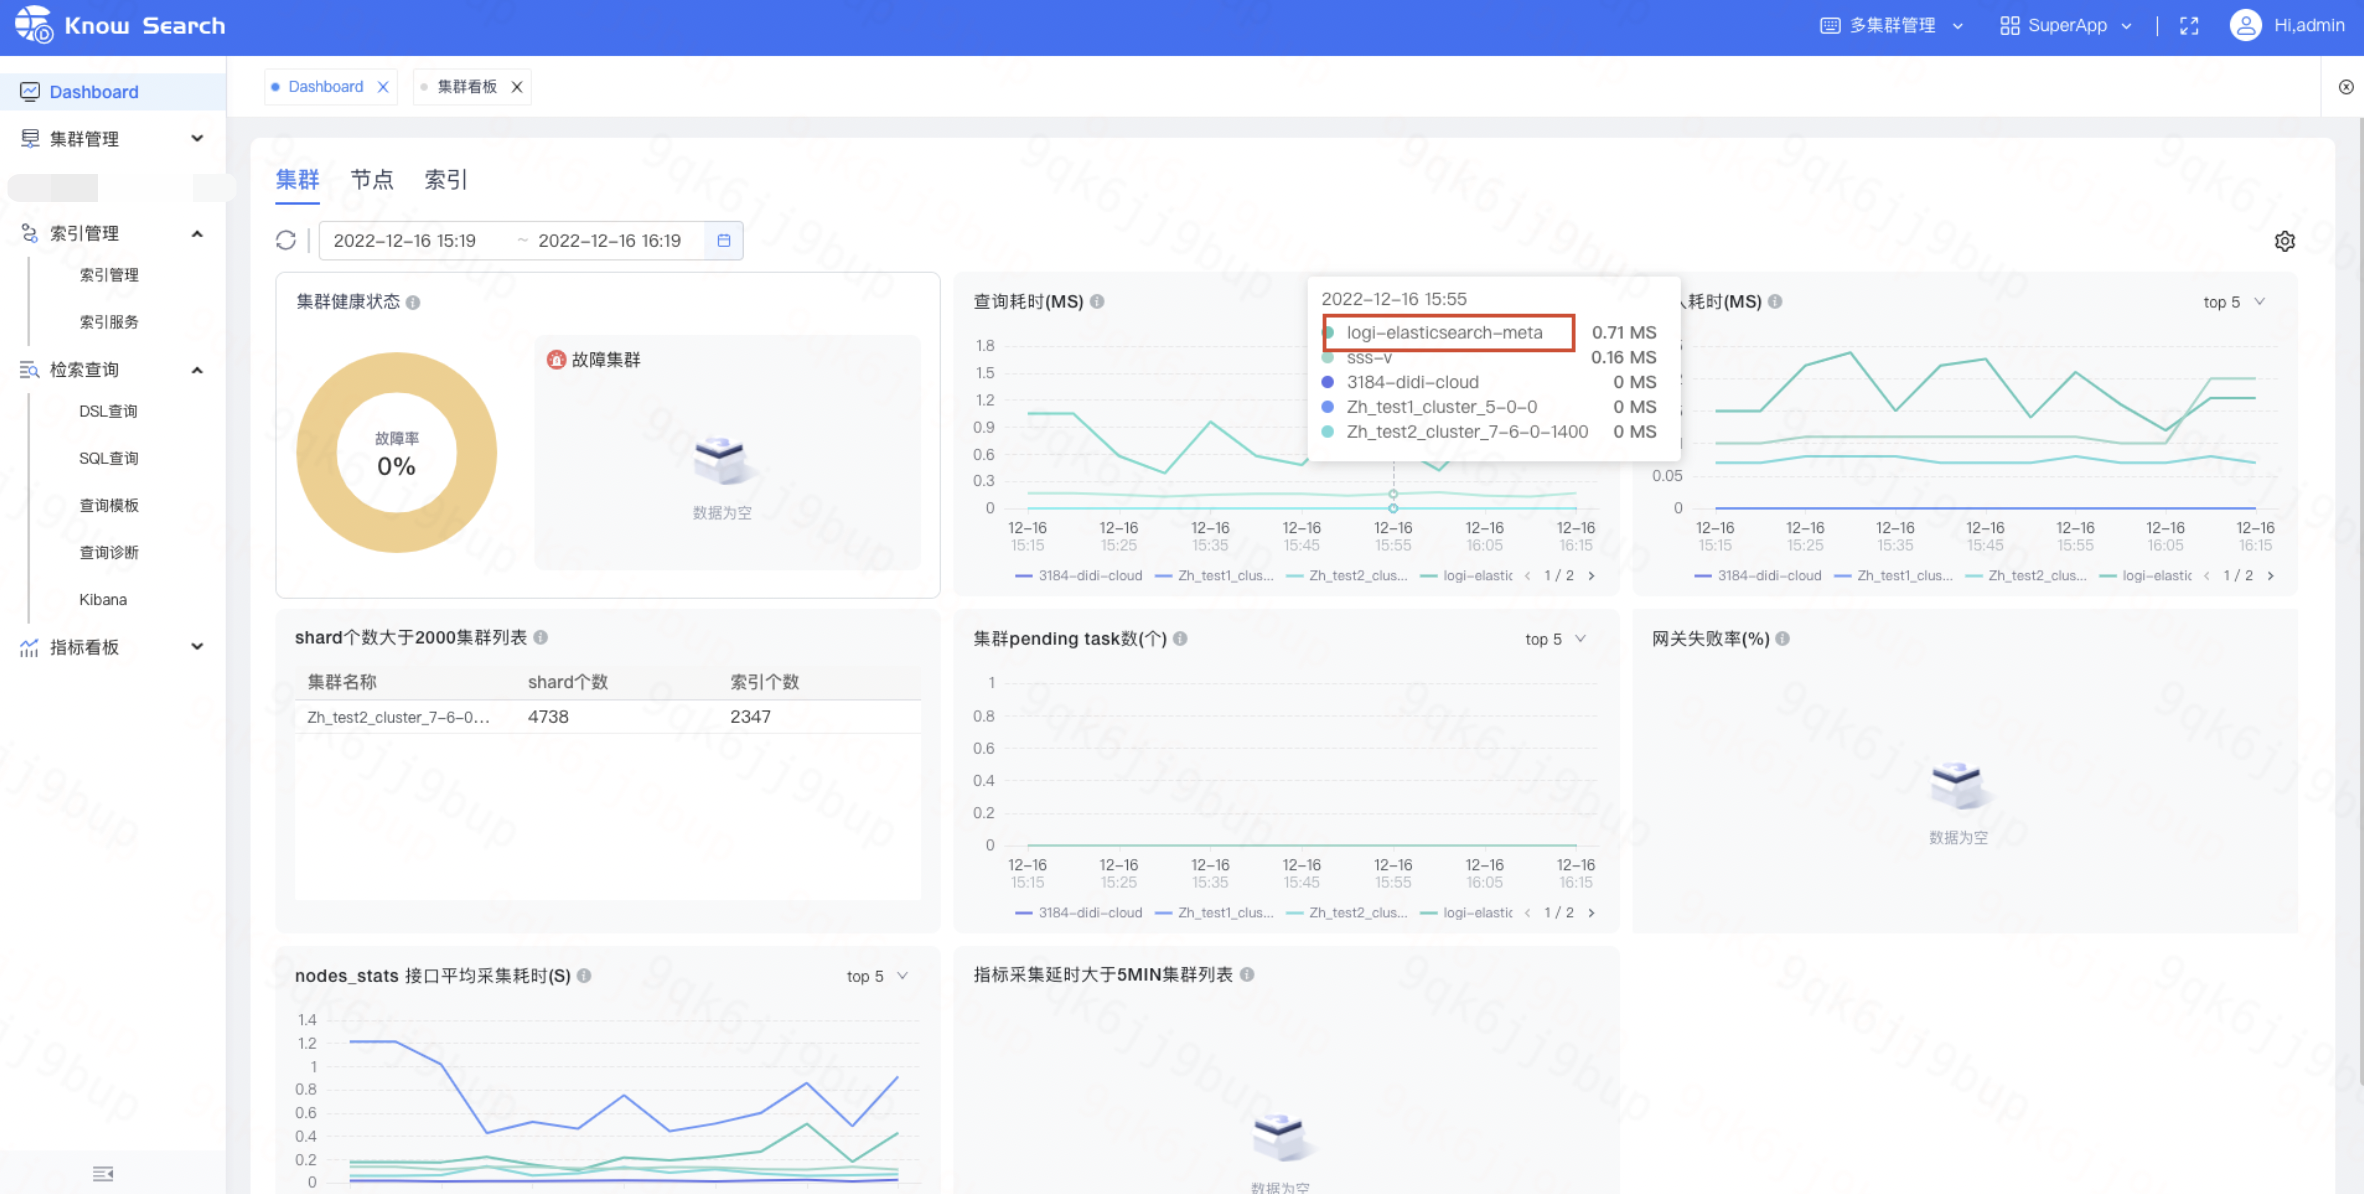 Know Search
多集群管理
SuperApp
Hi,admin
Dashboard
集群管理
索引管理
索引管理
索引服务
检索查询
DSL查询
SQL查询
查询模板
查询诊断
Kibana
指标看板
Dashboard
集群看板
集群 节点 索引
2022-12-16 15:19 ~ 2022-12-16 16:19
集群健康状态
故障率
0%
故障集群
数据为空
查询耗时(MS)
1.8
1.5
1.2
0.9
0.6
0.3
0
12-16 12-16 12-16 12-16 12-16 12-16 12-16
15:15 15:25 15:35 15:45 15:55 16:05 16:15
3184-didi-cloud Zh_test1_clus... Zh_test2_clus... logi-elastic 1 / 2
2022-12-16 15:55
logi-elasticsearch-meta 0.71 MS
sss-v 0.16 MS
3184-didi-cloud 0 MS
Zh_test1_cluster_5-0-0 0 MS
Zh_test2_cluster_7-6-0-1400 0 MS
耗时(MS)
top 5
0.05
0
12-16 12-16 12-16 12-16 12-16 12-16 12-16
15:15 15:25 15:35 15:45 15:55 16:05 16:15
3184-didi-cloud Zh_test1_clus... Zh_test2_clus... logi-elastic 2 / 2
shard个数大于2000集群列表
集群名称 shard个数 索引个数
Zh_test2_cluster_7-6-0... 4738 2347
集群pending task数(个)
top 5
1
0.8
0.6
0.4
0.2
0
12-16 12-16 12-16 12-16 12-16 12-16 12-16
15:15 15:25 15:35 15:45 15:55 16:05 16:15
3184-didi-cloud Zh_test1_clus... Zh_test2_clus... logi-elastic 1 / 2
网关失败率(%)
数据为空
nodes_stats 接口平均采集耗时(S)
top 5
1.4
1.2
1
0.8
0.6
0.4
0.2
0
指标采集延时大于5MIN集群列表
数据为空
9qk6jj9bup